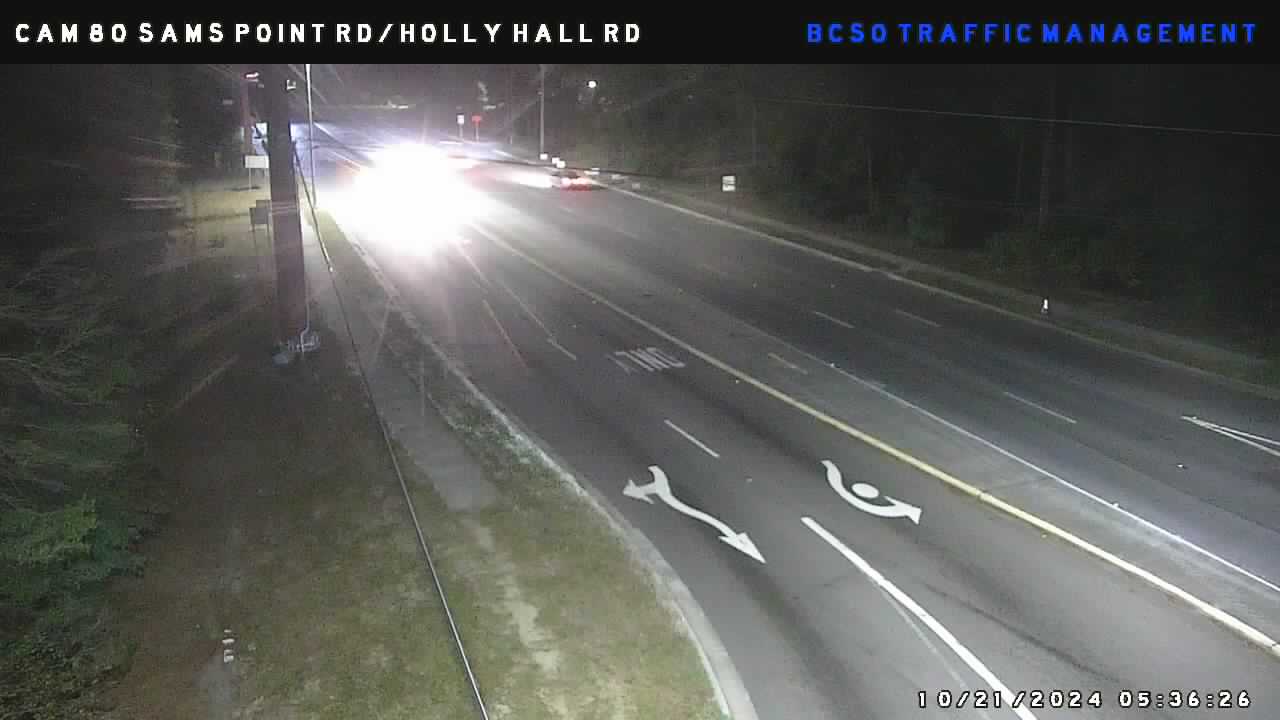 CAM 80 SAMS POINT RD/HOLLY HALL RD
BCSO TRAFFIC MANAGEMENT
ONLY
10/21/2024 05:36:26